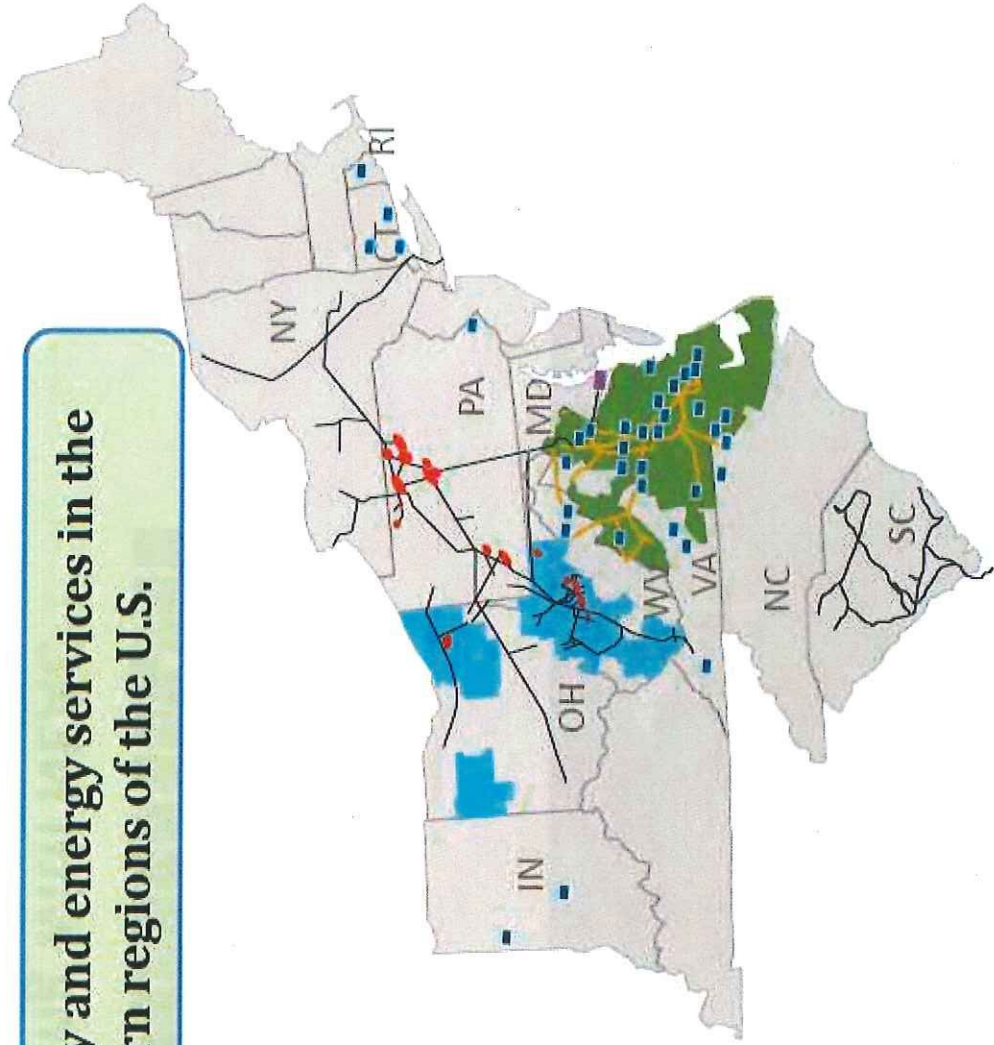 y and energy services in the
rn regions of the U.S.
NY
RI
CT
PA
MD
OH
IN
WV
VA
NC
SC